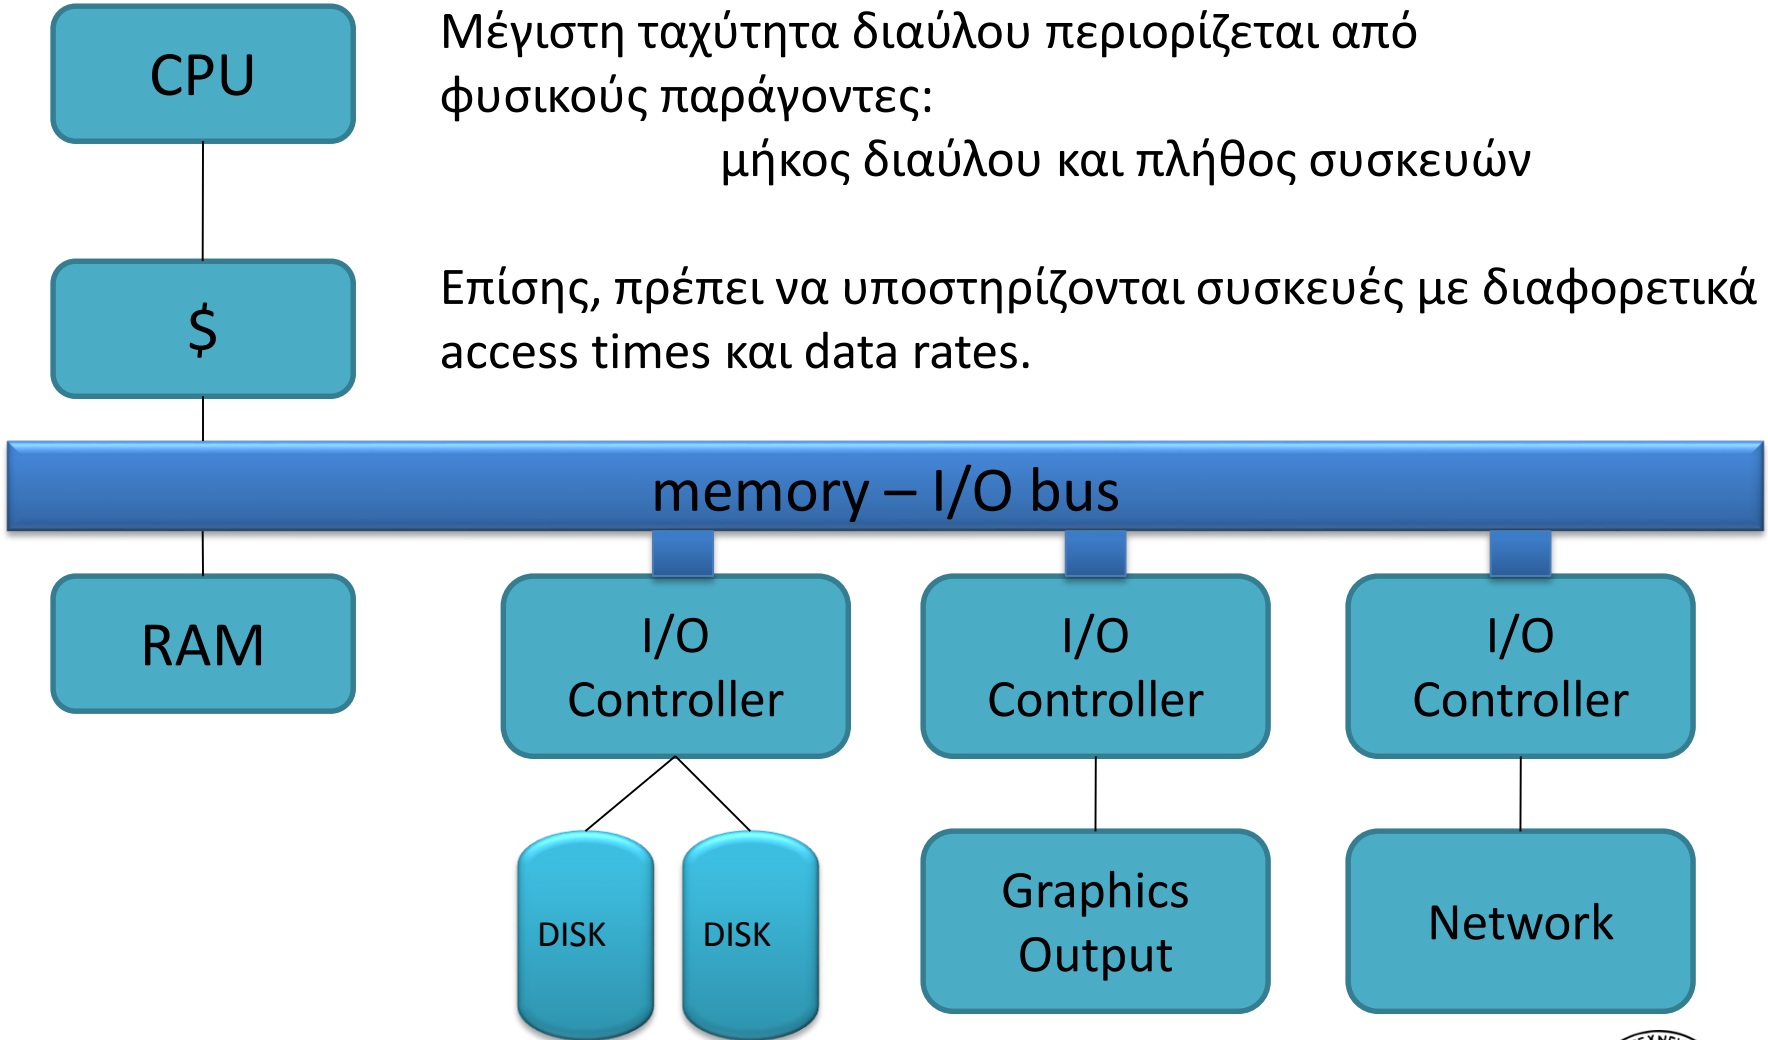 CPU
Μέγιστη ταχύτητα διαύλου περιορίζεται από
φυσικούς παράγοντες:
μήκος διαύλου και πλήθος συσκευών
$
Επίσης, πρέπει να υποστηρίζονται συσκευές με διαφορετικά
access times και data rates.
memory – I/O bus
RAM
I/O
Controller
I/O
Controller
I/O
Controller
DISK
DISK
Graphics
Output
Network